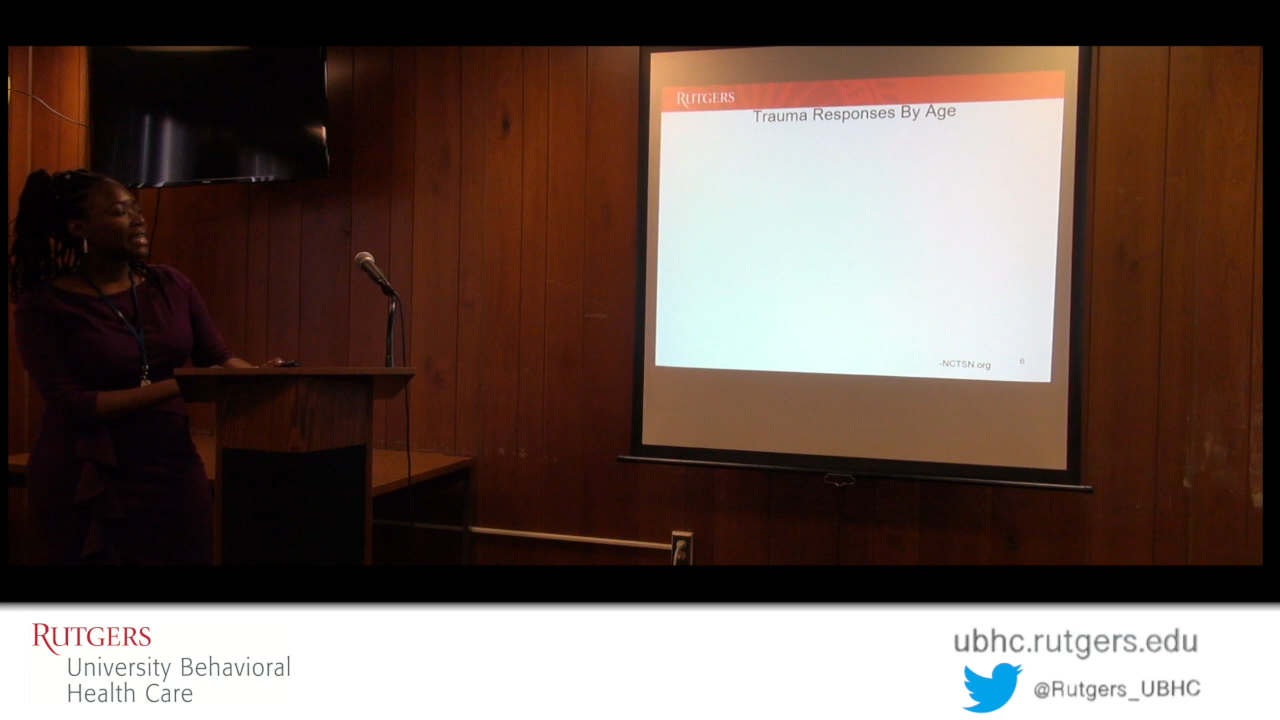 RUTGERS
Trauma Responses By Age
-NCTSN.org
6
RUTGERS
University Behavioral
Health Care
ubhc.rutgers.edu
@Rutgers_UBHC